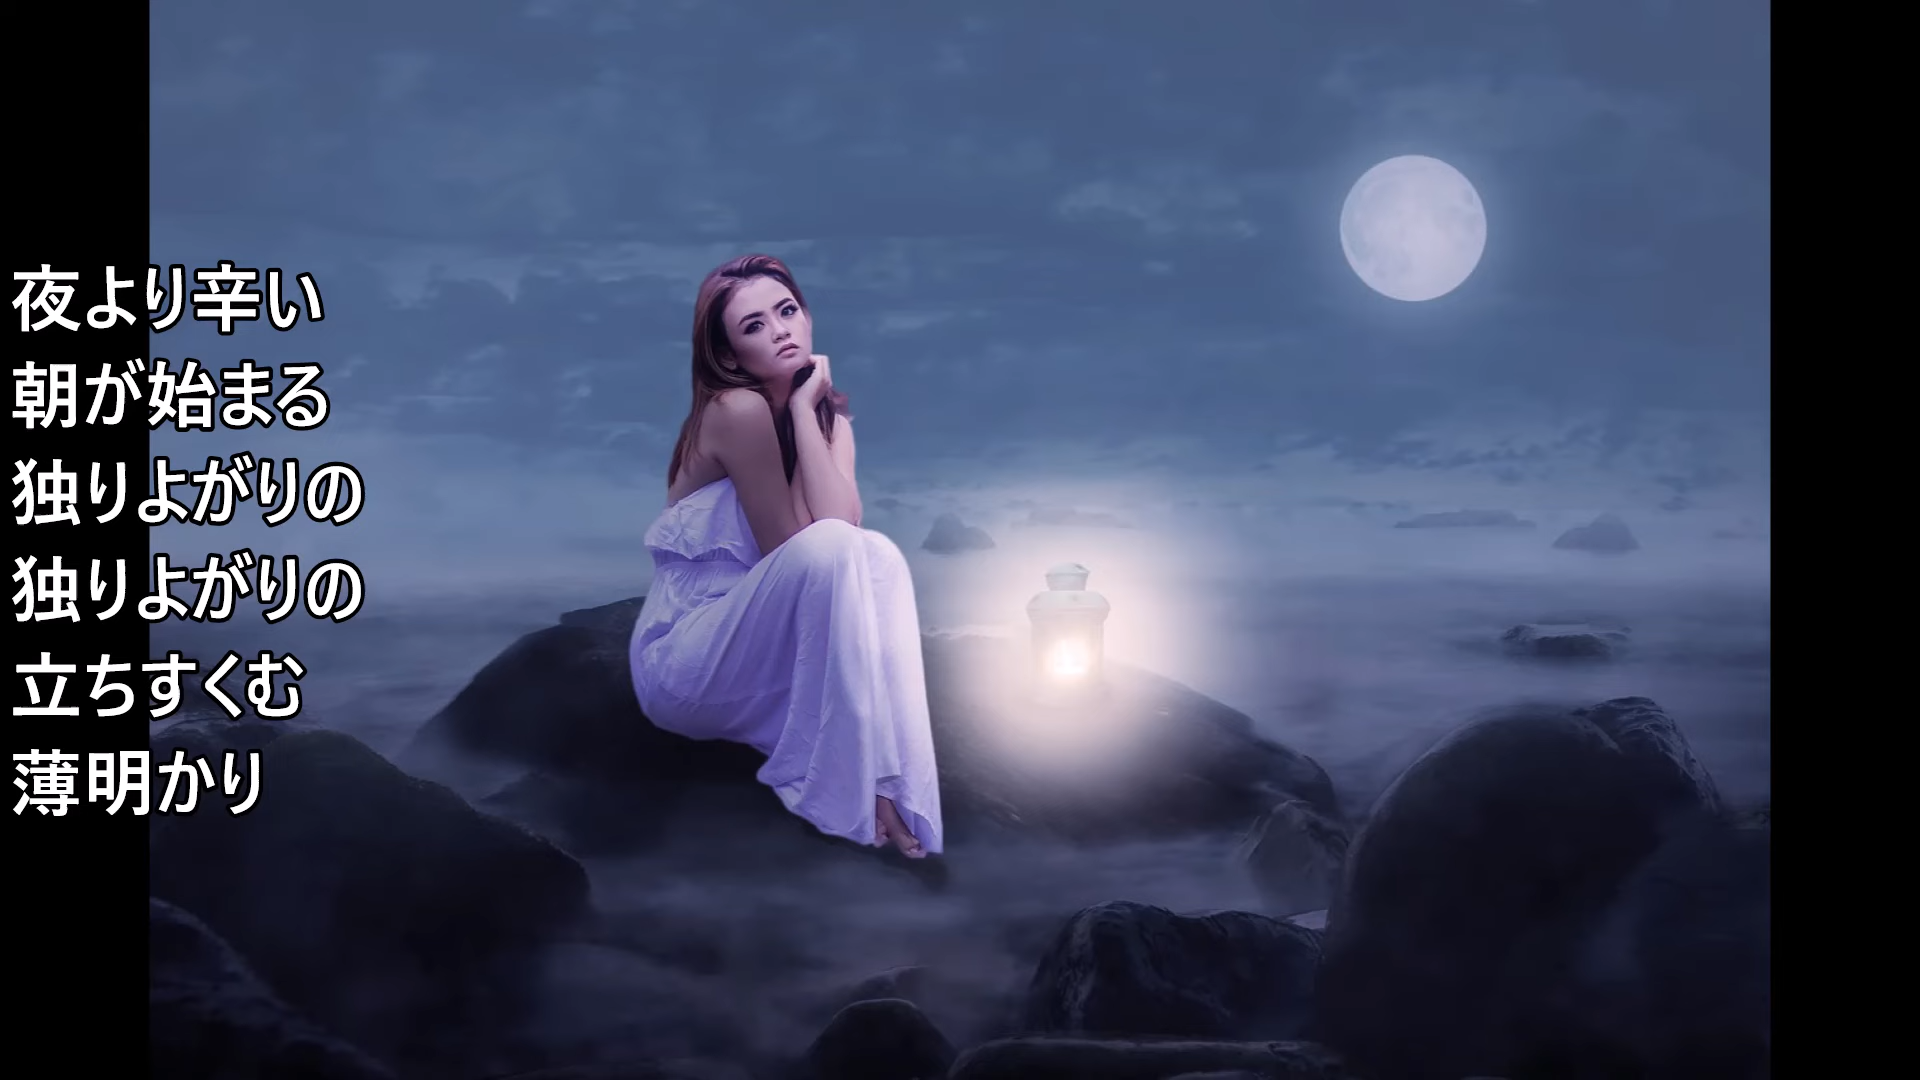 夜より辛い
朝が始まる
独りよがりの
独りよがりの
立ちすくむ
薄明かり